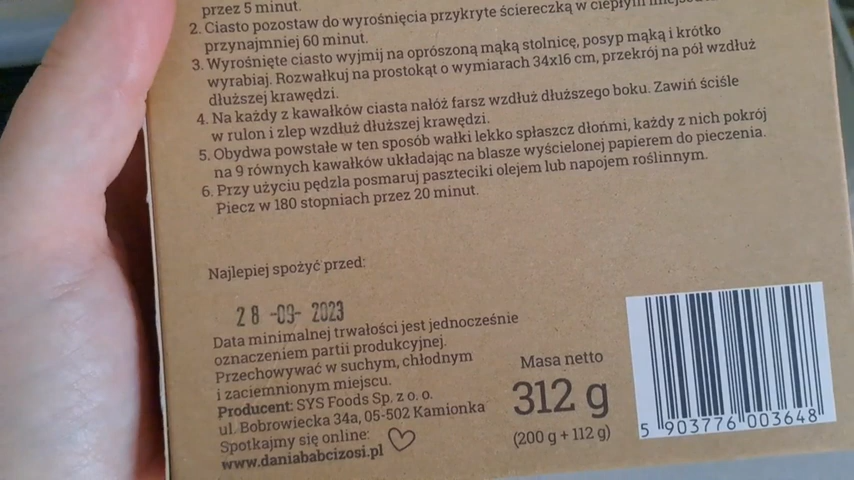 przez 5 minut.
2. Ciasto pozostaw do wyrośnięcia przykryte ściereczką w ciepłym miejscu
przynajmniej 60 minut.
3. Wyrośnięte ciasto wyjmij na oprószoną mąką stolnicę, posyp mąką i krótko
wyrabiaj. Rozwałkuj na prostokąt o wymiarach 34x16 cm, przekrój na pół wzdłuż
dłuższej krawędzi.
4. Na każdy z kawałków ciasta nałóż farsz wzdłuż dłuższego boku. Zawiń ściśle
w rulon i zlep wzdłuż dłuższej krawędzi.
5. Obydwa powstałe w ten sposób wałki lekko spłaszcz dłońmi, każdy z nich pokrój
na 9 równych kawałków układając na blasze wyścielonej papierem do pieczenia.
6. Przy użyciu pędzla posmaruj paszteciki olejem lub napojem roślinnym.
Piecz w 180 stopniach przez 20 minut.
Najlepiej spożyć przed:
28-09-2023
Data minimalnej trwałości jest jednocześnie
oznaczeniem partii produkcyjnej.
Przechowywać w suchym, chłodnym
i zaciemnionym miejscu.
Producent: SYS Foods Sp. z o. o.
ul. Bobrowiecka 34a, 05-502 Kamionka
Spotkajmy się online:
www.daniababcizosi.pl
Masa netto
312 g
(200 g + 112 g)
5 903776 003648